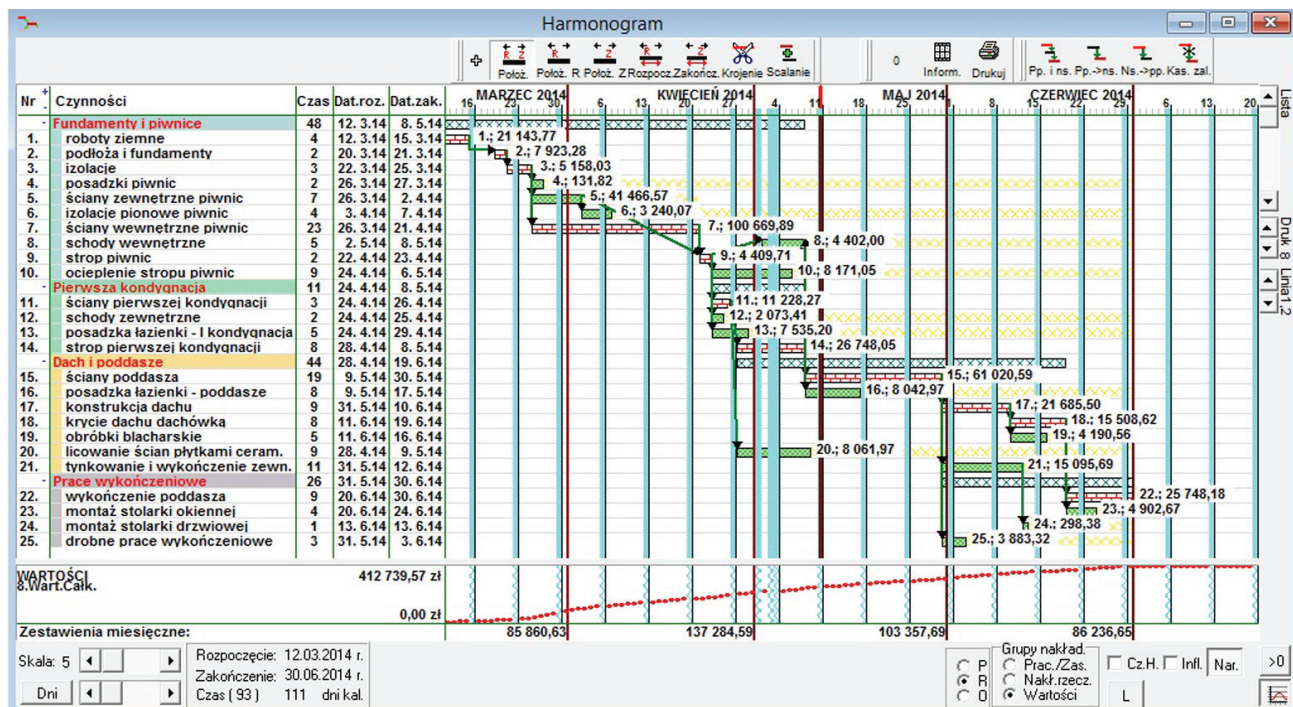 Harmonogram
Położ. Położ. R Położ. Z Rozpocz. Zakończ. Krojenie Scalanie 0 Inform. Drukuj Pp. i ns. Pp.->ns. Ns.->pp. Kas. zal.
Nr Czynności Czas Dat.roz. Dat.zak. MARZEC 2014 KWIECIEŃ 2014 MAJ 2014 CZERWIEC 2014
16 23 30 6 13 20 27 4 11 18 25 1 8 15 22 29 6 13 20
- Fundamenty i piwnice 48 12. 3.14 8. 5.14
1. roboty ziemne 4 12. 3.14 15. 3.14 1.; 21 143,77
2. podłoża i fundamenty 2 20. 3.14 21. 3.14 2.; 7 923,28
3. izolacje 3 22. 3.14 25. 3.14 3.; 5 158,03
4. posadzki piwnic 2 26. 3.14 27. 3.14 4.; 131,82
5. ściany zewnętrzne piwnic 7 26. 3.14 2. 4.14 5.; 41 466,57
6. izolacje pionowe piwnic 4 3. 4.14 7. 4.14 6.; 3 240,07
7. ściany wewnętrzne piwnic 23 26. 3.14 21. 4.14 7.; 100 669,89
8. schody wewnętrzne 5 2. 5.14 8. 5.14 8.; 4 402,00
9. strop piwnic 2 22. 4.14 23. 4.14 9.; 4 409,71
10. ocieplenie stropu piwnic 9 24. 4.14 6. 5.14 10.; 8 171,05
- Pierwsza kondygnacja 11 24. 4.14 8. 5.14
11. ściany pierwszej kondygnacji 3 24. 4.14 26. 4.14 11.; 11 228,27
12. schody zewnetrzne 2 24. 4.14 25. 4.14 12.; 2 073,41
13. posadzka łazienki - I kondygnacja 5 24. 4.14 29. 4.14 13.; 7 535,20
14. strop pierwszej kondygnacji 8 28. 4.14 8. 5.14 14.; 26 748,05
- Dach i poddasze 44 28. 4.14 19. 6.14
15. ściany poddasza 19 9. 5.14 30. 5.14 15.; 61 020,59
16. posadzka łazienki - poddasze 8 9. 5.14 17. 5.14 16.; 8 042,97
17. konstrukcja dachu 9 31. 5.14 10. 6.14 17.; 21 685,50
18. krycie dachu dachówką 8 11. 6.14 19. 6.14 18.; 15 508,62
19. obróbki blacharskie 5 11. 6.14 16. 6.14 19.; 4 190,56
20. licowanie ścian płytkami ceram. 9 28. 4.14 9. 5.14 20.; 8 061,97
21. tynkowanie i wykończenie zewn. 11 31. 5.14 12. 6.14 21.; 15 095,69
- Prace wykończeniowe 26 31. 5.14 30. 6.14
22. wykończenie poddasza 9 20. 6.14 30. 6.14 22.; 25 748,18
23. montaż stolarki okiennej 4 20. 6.14 24. 6.14 23.; 4 902,67
24. montaż stolarki drzwiowej 1 13. 6.14 13. 6.14 24.; 298,38
25. drobne prace wykończeniowe 3 31. 5.14 3. 6.14 25.; 3 883,32
Lista
Druk 8
Linia1,2
WARTOŚCI 412 739,57 zł
8.Wart.Całk.
0,00 zł
Zestawienia miesięczne: 85 860,63 137 284,59 103 357,69 86 236,65
Skala: 5
Dni
Rozpoczęcie: 12.03.2014 r.
Zakończenie: 30.06.2014 r.
Czas ( 93 ) 111 dni kal.
P
R
O
Grupy nakład.
Prac./Zas.
Nakł.rzecz.
Wartości
Cz.H. Infl. Nar. >0
L